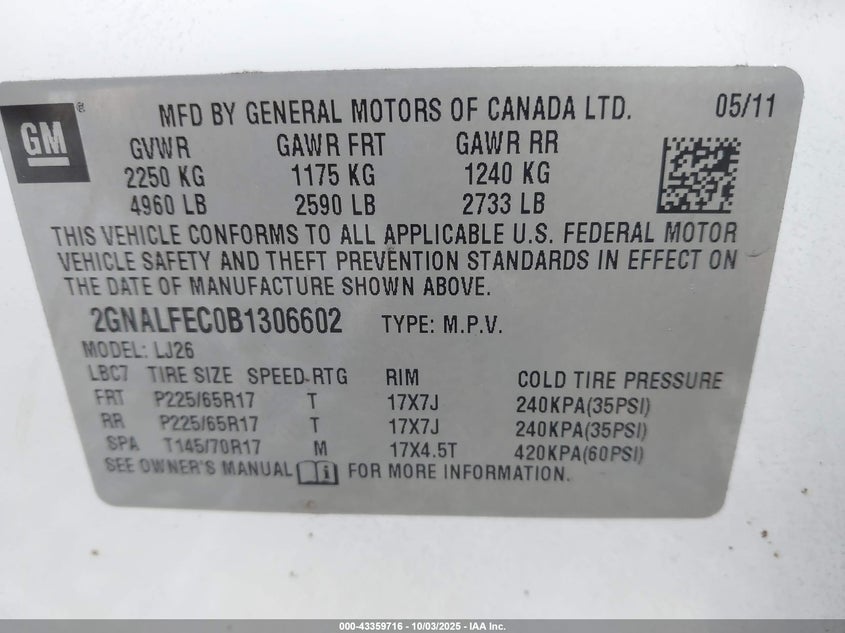 GM®
MFD BY GENERAL MOTORS OF CANADA LTD. 05/11
GVWR GAWR FRT GAWR RR
2250 KG 1175 KG 1240 KG
4960 LB 2590 LB 2733 LB
THIS VEHICLE CONFORMS TO ALL APPLICABLE U.S. FEDERAL MOTOR
VEHICLE SAFETY AND THEFT PREVENTION STANDARDS IN EFFECT ON
THE DATE OF MANUFACTURE SHOWN ABOVE.
2GNALFEC0B1306602 TYPE: M.P.V.
MODEL: LJ26
LBC7 TIRE SIZE SPEED-RTG RIM COLD TIRE PRESSURE
FRT P225/65R17 T 17X7J 240KPA(35PSI)
RR P225/65R17 T 17X7J 240KPA(35PSI)
SPA T145/70R17 M 17X4.5T 420KPA(60PSI)
SEE OWNER'S MANUAL i FOR MORE INFORMATION.
000-43359716 - 10/03/2025 - IAA Inc.